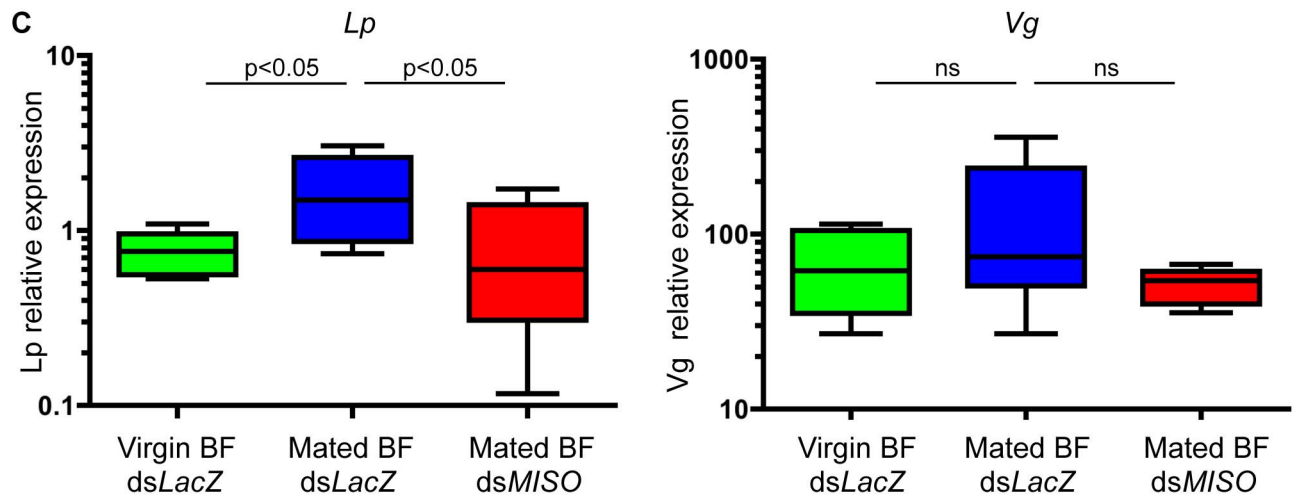 C
Lp
10
1
0.1
Lp relative expression
p<0.05
p<0.05
Virgin BF
dsLacZ
Mated BF
dsLacZ
Mated BF
dsMISO
Vg
1000
100
10
Vg relative expression
ns
ns
Virgin BF
dsLacZ
Mated BF
dsLacZ
Mated BF
dsMISO